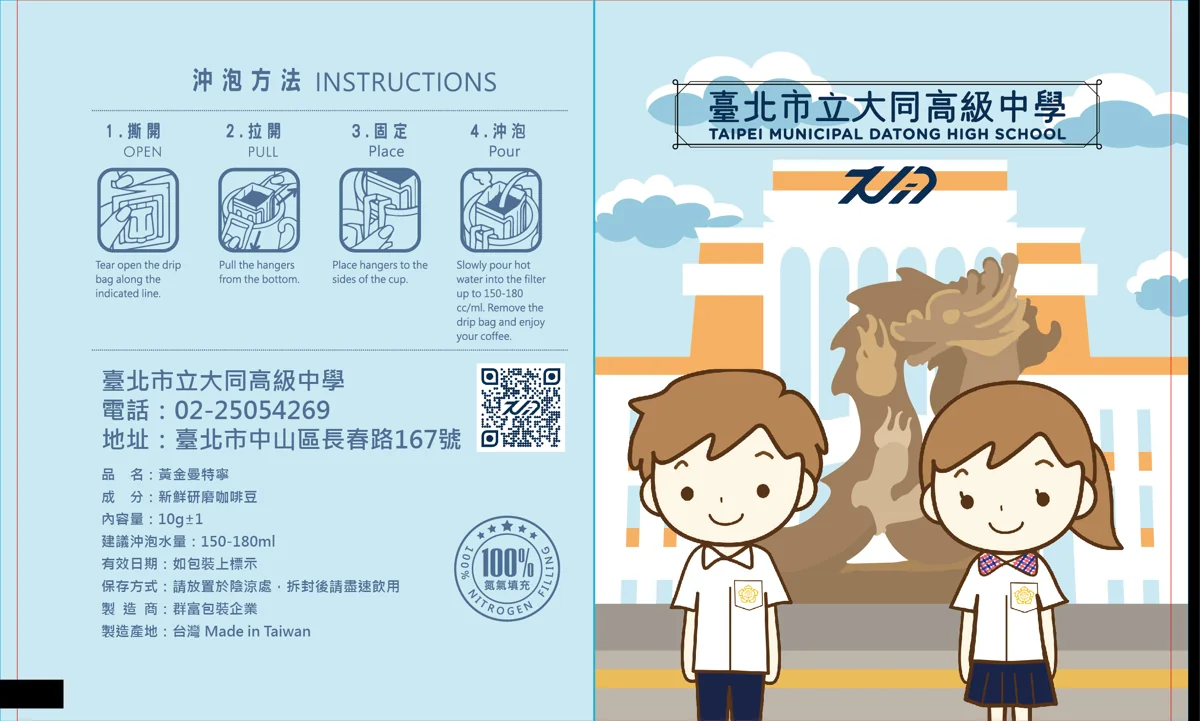 沖泡方法 INSTRUCTIONS
1.撕開
OPEN
2.拉開
PULL
3.固定
Place
4.沖泡
Pour
Tear open the drip
bag along the
indicated line.
Pull the hangers
from the bottom.
Place hangers to the
sides of the cup.
Slowly pour hot
water into the filter
up to 150-180
cc/ml. Remove the
drip bag and enjoy
your coffee.
臺北市立大同高級中學
電話：02-25054269
地址：臺北市中山區長春路167號
品　名：黃金曼特寧
成　分：新鮮研磨咖啡豆
內容量：10g±1
建議沖泡水量：150-180ml
有效日期：如包裝上標示
保存方式：請放置於陰涼處，拆封後請盡速飲用
製 造 商：群富包裝企業
製造產地：台灣 Made in Taiwan
100%
氮氣填充
100% NITROGEN FILLING
臺北市立大同高級中學
TAIPEI MUNICIPAL DATONG HIGH SCHOOL